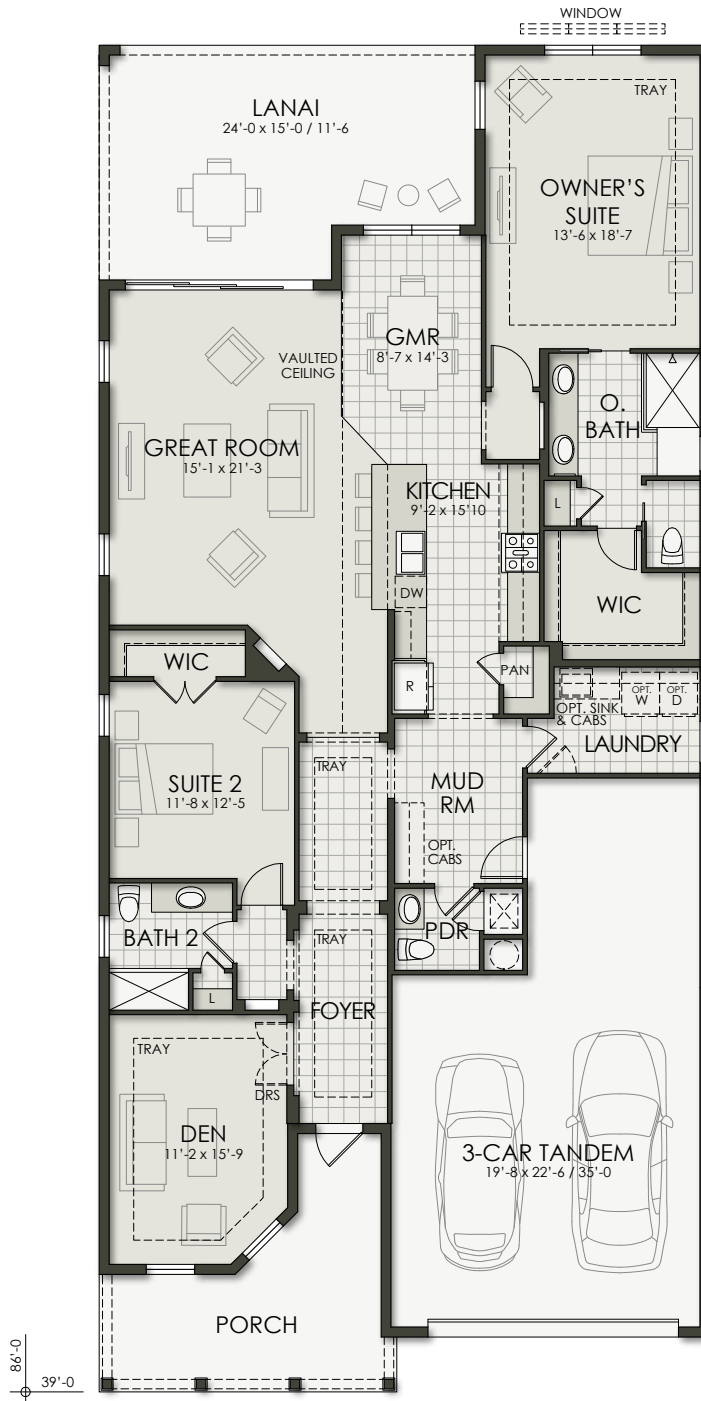 WINDOW
LANAI
24'-0 x 15'-0 / 11'-6
TRAY
OWNER'S
SUITE
13'-6 x 18'-7
GMR
8'-7 x 14'-3
VAULTED
CEILING
O.
BATH
GREAT ROOM
15'-1 x 21'-3
KITCHEN
9'-2 x 15'10
L
DW
WIC
WIC
PAN
R
OPT.
W
OPT.
D
OPT. SINK
& CABS
LAUNDRY
TRAY
MUD
RM
SUITE 2
11'-8 x 12'-5
OPT.
CABS
BATH 2
TRAY
PDR
L
FOYER
TRAY
DRS
DEN
11'-2 x 15'-9
3-CAR TANDEM
19'-8 x 22'-6 / 35'-0
PORCH
86'-0
39'-0